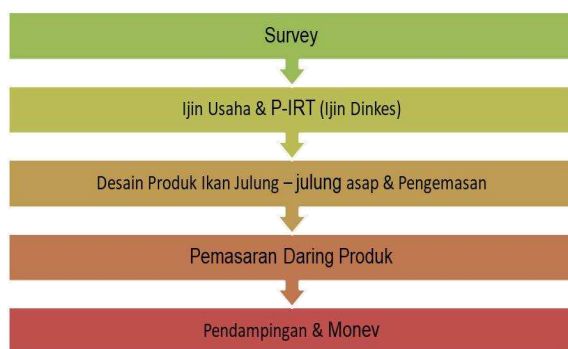 Survey
Ijin Usaha & P-IRT (Ijin Dinkes)
Desain Produk Ikan Julung – julung asap & Pengemasan
Pemasaran Daring Produk
Pendampingan & Monev